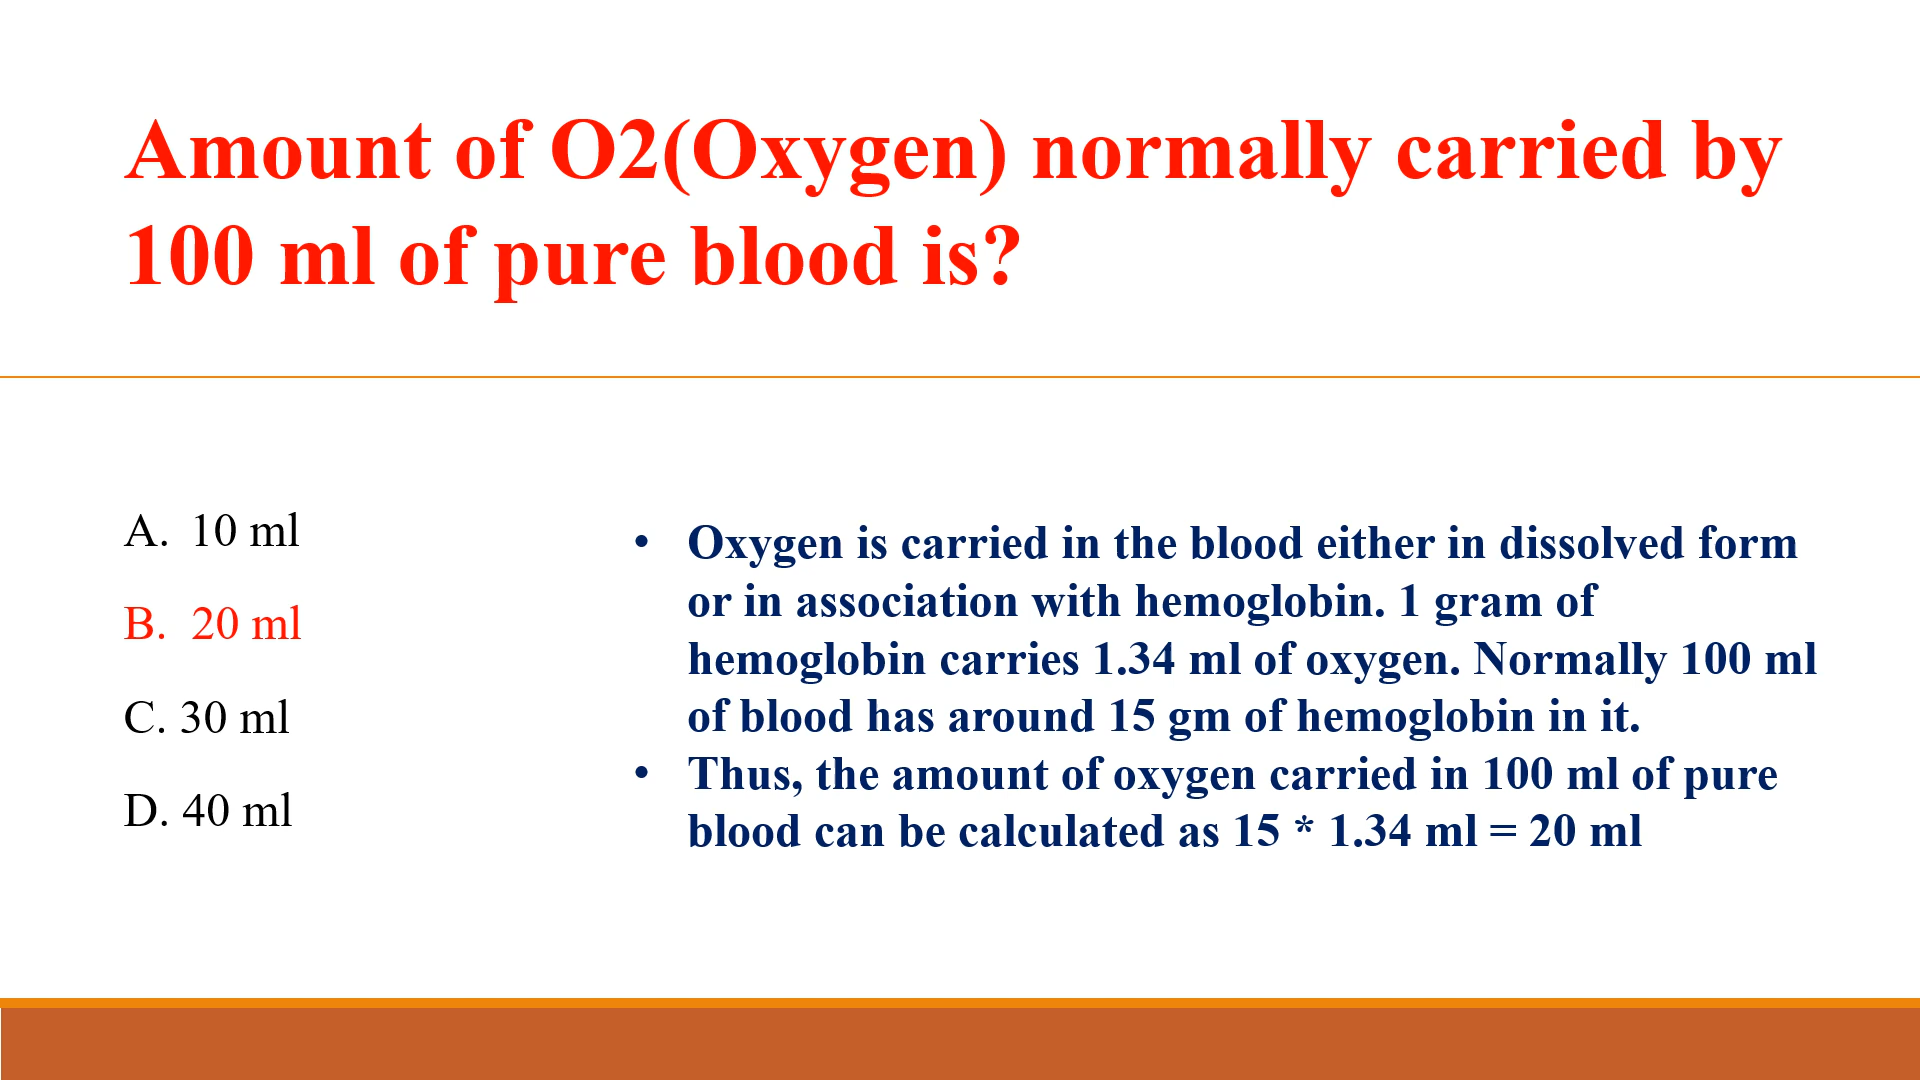 Amount of O2(Oxygen) normally carried by
100 ml of pure blood is?
A. 10 ml
B. 20 ml
C. 30 ml
D. 40 ml
• Oxygen is carried in the blood either in dissolved form
or in association with hemoglobin. 1 gram of
hemoglobin carries 1.34 ml of oxygen. Normally 100 ml
of blood has around 15 gm of hemoglobin in it.
• Thus, the amount of oxygen carried in 100 ml of pure
blood can be calculated as 15 * 1.34 ml = 20 ml